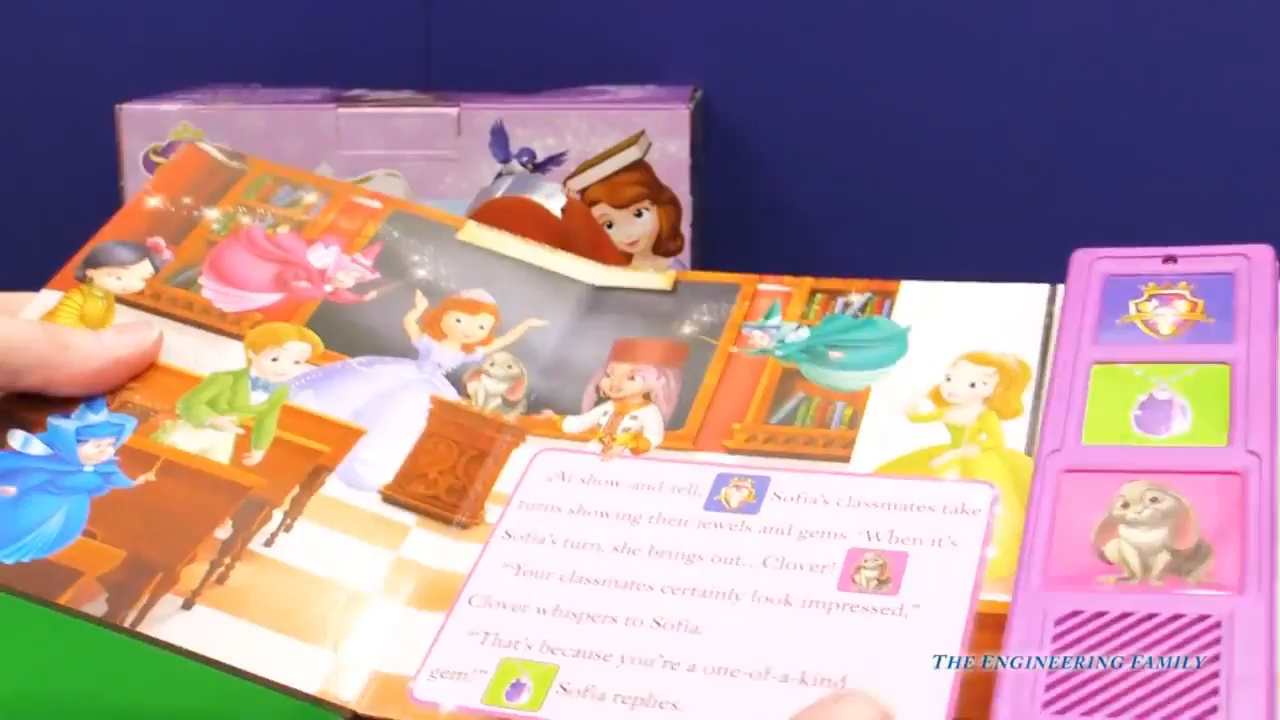 At show-and-tell, Sofia's classmates take
turns showing their jewels and gems. When it's
Sofia's turn, she brings out... Clover!
"Your classmates certainly look impressed,"
Clover whispers to Sofia.
"That's because you're a one-of-a-kind
gem!" Sofia replies.
THE ENGINEERING FAMILY